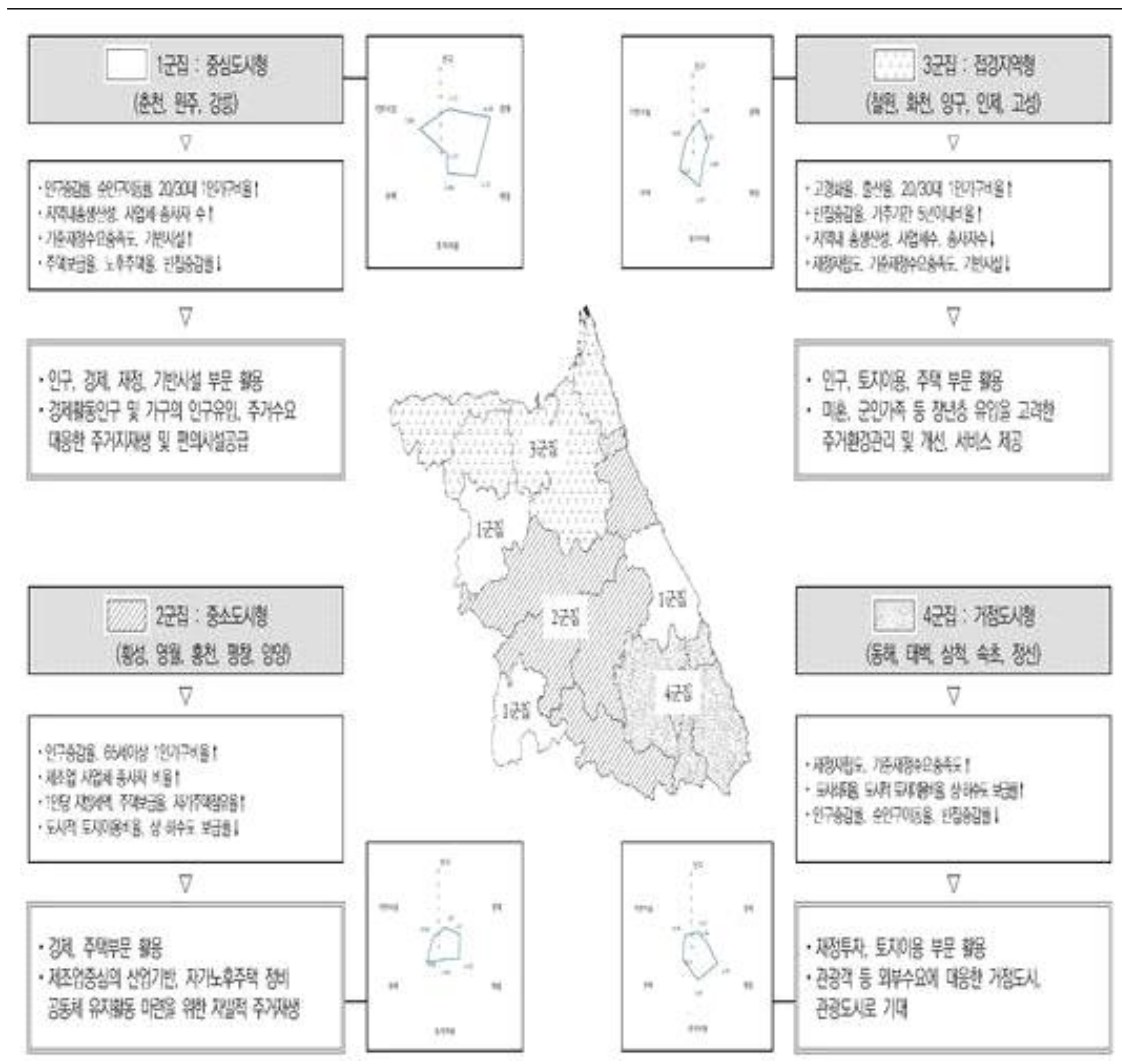 1군집 : 중심도시형
(춘천, 원주, 강릉)
• 인구증감률, 순인구이동률, 20/30대 1인가구비율↑
• 지역내총생산성, 사업체 종사자 수↑
• 기준재정수요충족도, 기반시설↑
• 주택보급율, 노후주택율, 빈집증감률↓
• 인구, 경제, 재정, 기반시설 부문 활용
• 경제활동인구 및 가구의 인구유입, 주거수요
대응한 주거지재생 및 편의시설공급
3군집 : 접경지역형
(철원, 화천, 양구, 인제, 고성)
• 고령화율, 출산율, 20/30대 1인가구비율↑
• 빈집증감율, 거주기간 5년이내비율↑
• 지역내 총생산성, 사업체수, 종사자수↓
• 재정자립도, 기준재정수요충족도, 기반시설↓
• 인구, 토지이용, 주택 부문 활용
• 미혼, 군인가족 등 장년층 유입을 고려한
주거환경관리 및 개선, 서비스 제공
3군집
1군집
1군집
2군집
4군집
1군집
2군집 : 중소도시형
(횡성, 영월, 홍천, 평창, 양양)
• 인구증감율, 65세이상 1인가구비율↑
• 제조업 사업체 종사자 비율↑
• 1인당 지방세액, 주택보급율, 자가주택점유율↑
• 도시적 토지이용비율, 상·하수도 보급률↓
• 경제, 주택부문 활용
• 제조업중심의 산업기반, 자가노후주택 정비
공동체 유지활동 마련을 위한 자발적 주거재생
4군집 : 거점도시형
(동해, 태백, 삼척, 속초, 정선)
• 재정자립도, 기준재정수요충족도↑
• 도시화율, 도시적 토지이용비율, 상·하수도 보급률↑
• 인구증감률, 순인구이동율, 빈집증감률↓
• 재정투자, 토지이용 부문 활용
• 관광객 등 외부수요에 대응한 거점도시,
관광도시로 기대